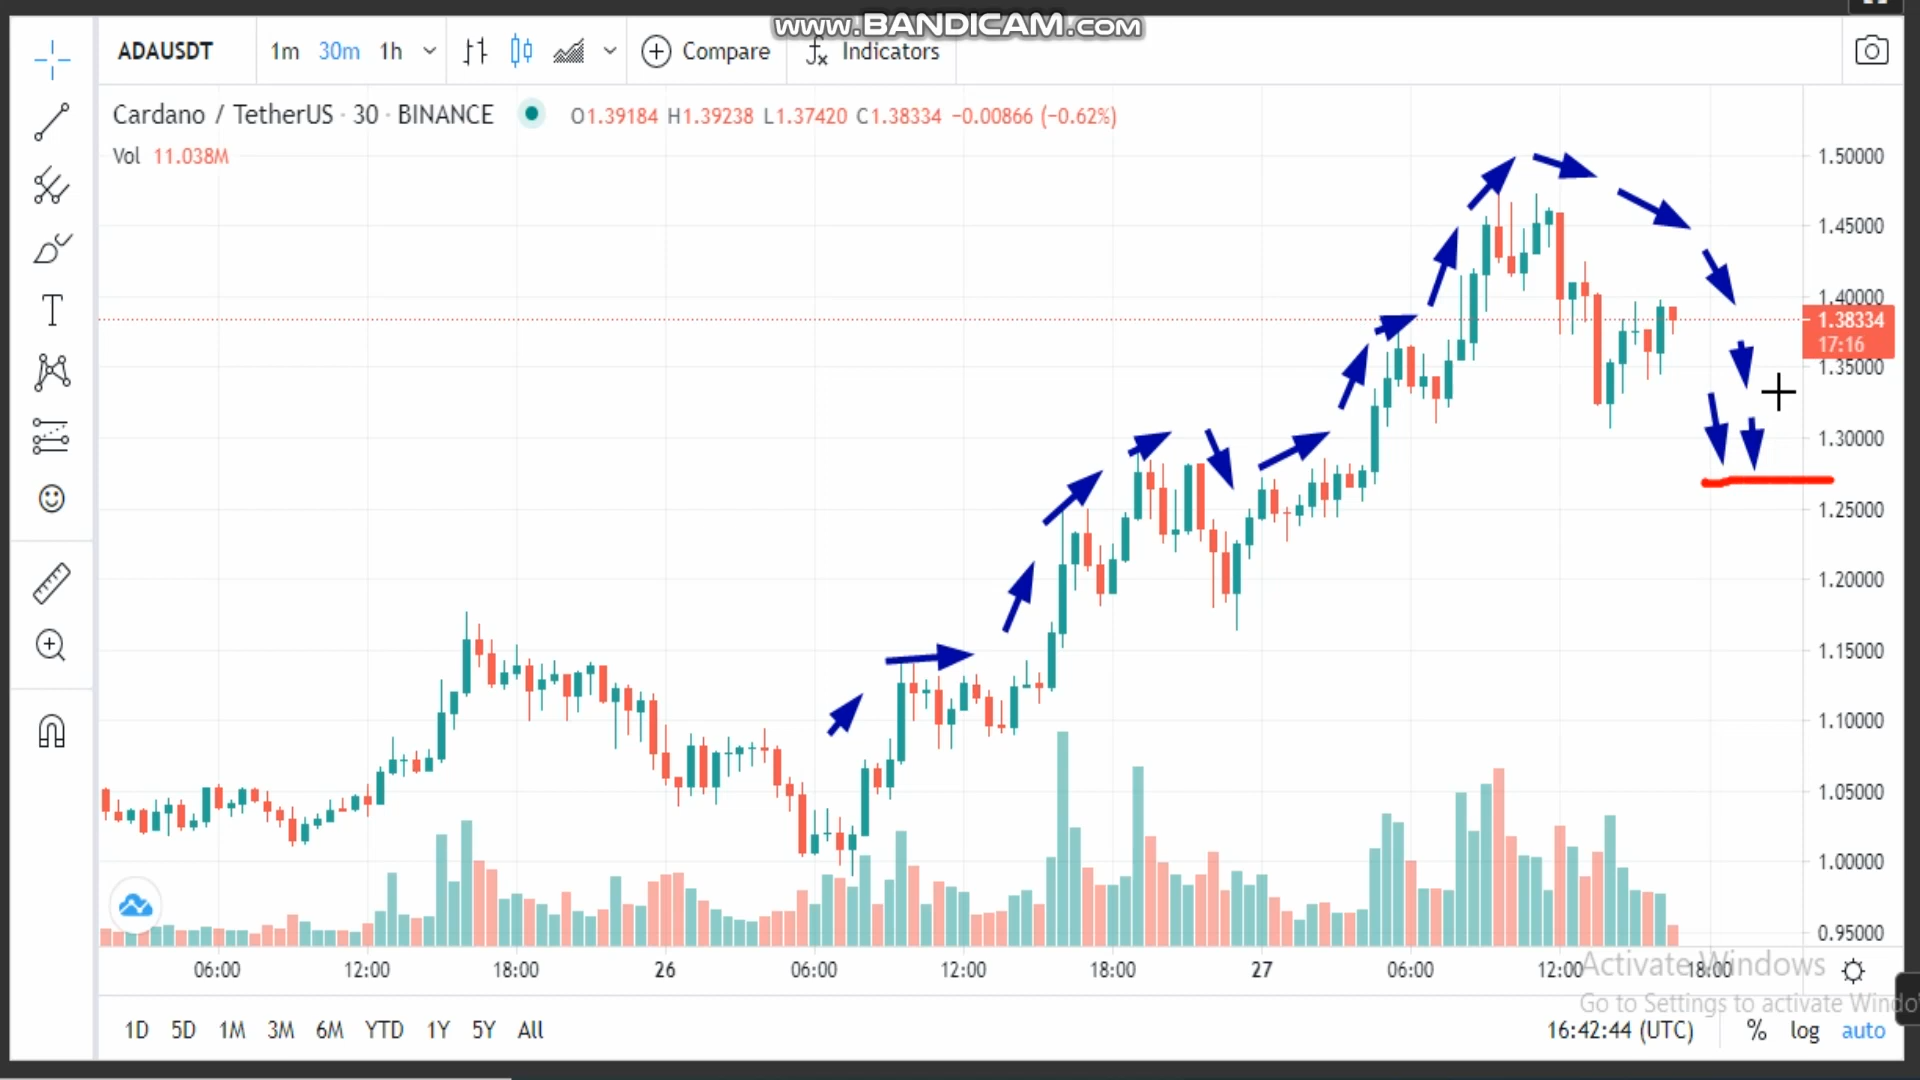 www.BANDICAM.com
ADAUSDT 1m 30m 1h Compare Indicators
Cardano / TetherUS · 30 · BINANCE O1.39184 H1.39238 L1.37420 C1.38334 −0.00866 (−0.62%)
Vol 11.038M
1.50000
1.45000
1.40000
1.38334
17:16
1.35000
1.30000
1.25000
1.20000
1.15000
1.10000
1.05000
1.00000
0.95000
06:00 12:00 18:00 26 06:00 12:00 18:00 27 06:00 12:00 18:00
Activate Windows
Go to Settings to activate Windo
1D 5D 1M 3M 6M YTD 1Y 5Y All 16:42:44 (UTC) % log auto